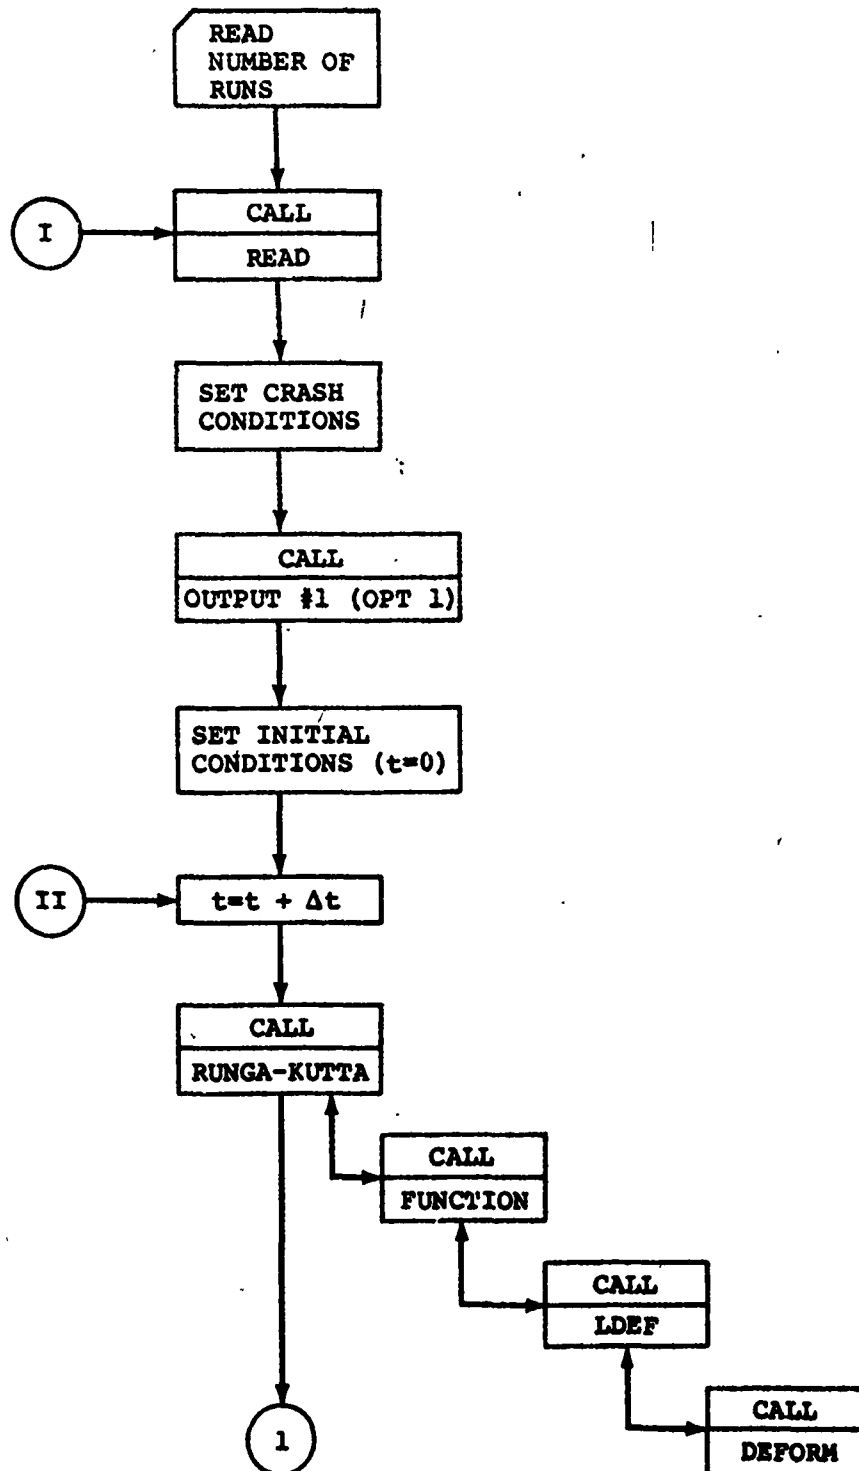 READ
NUMBER OF
RUNS
CALL
I
READ
SET CRASH
CONDITIONS
CALL
OUTPUT #1 (OPT 1)
SET INITIAL
CONDITIONS (t=0)
II
t=t + Δt
CALL
RUNGA-KUTTA
CALL
FUNCTION
CALL
LDEF
CALL
DEFORM
1